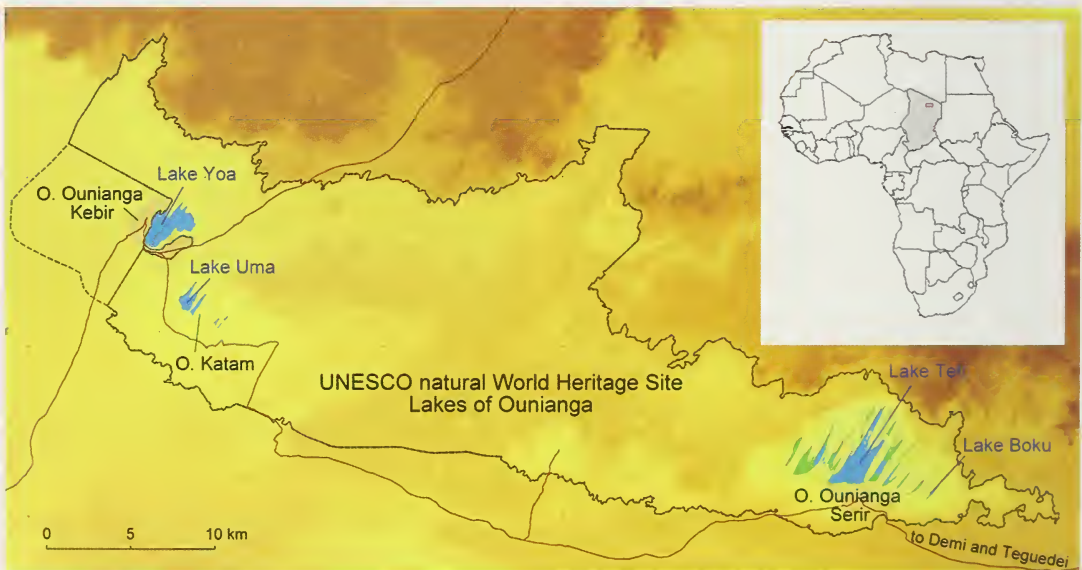 Lake Yoa
O. Ounianga
Kebir
Lake Uma
O. Katam
UNESCO natural World Heritage Site
Lakes of Ounianga
Lake Teli
Lake Boku
O. Ounianga
Serir
to Demi and Teguedei
0 5 10 km